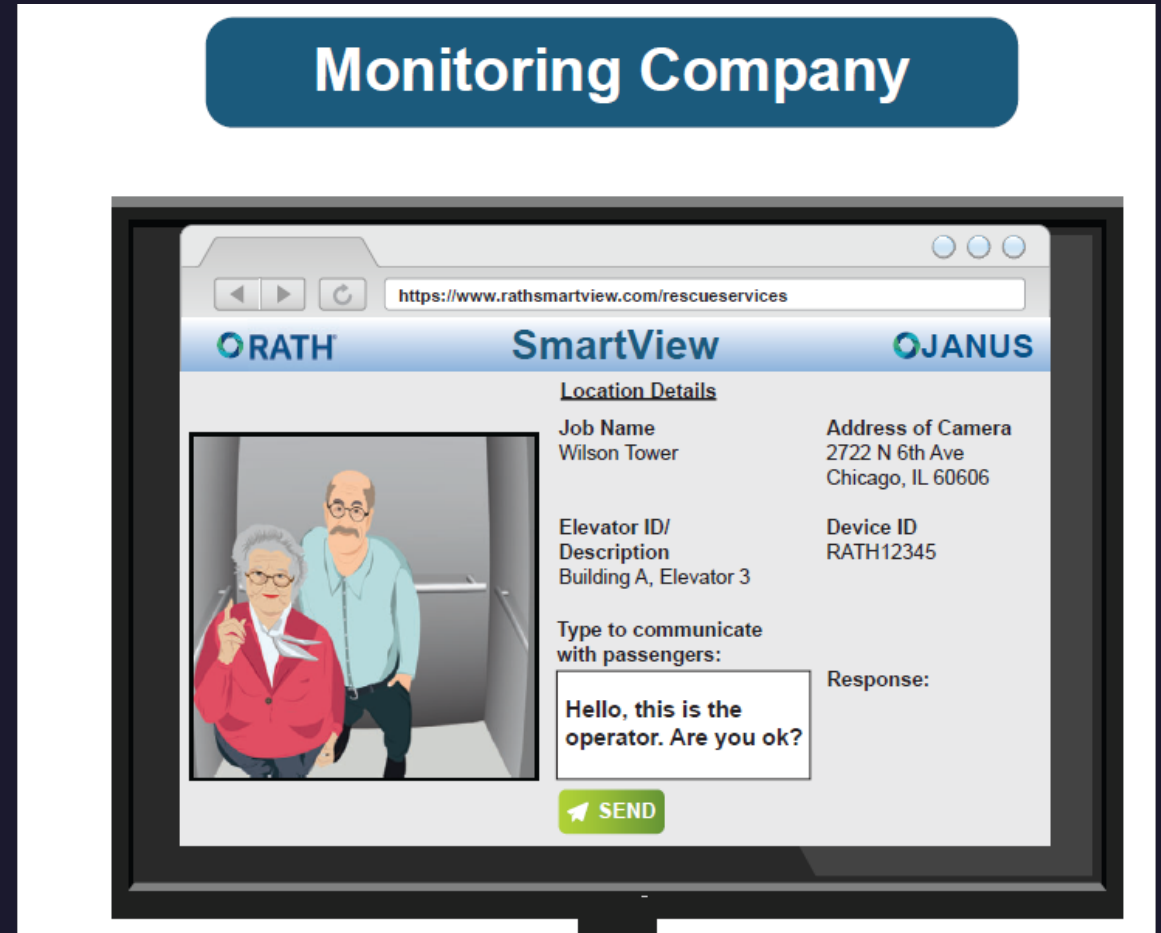 Monitoring Company
https://www.rathsmartview.com/rescueservices
RATH
SmartView
JANUS
Location Details
Job Name
Wilson Tower
Address of Camera
2722 N 6th Ave
Chicago, IL 60606
Elevator ID/
Description
Building A, Elevator 3
Device ID
RATH12345
Type to communicate
with passengers:
Hello, this is the
operator. Are you ok?
Response:
SEND